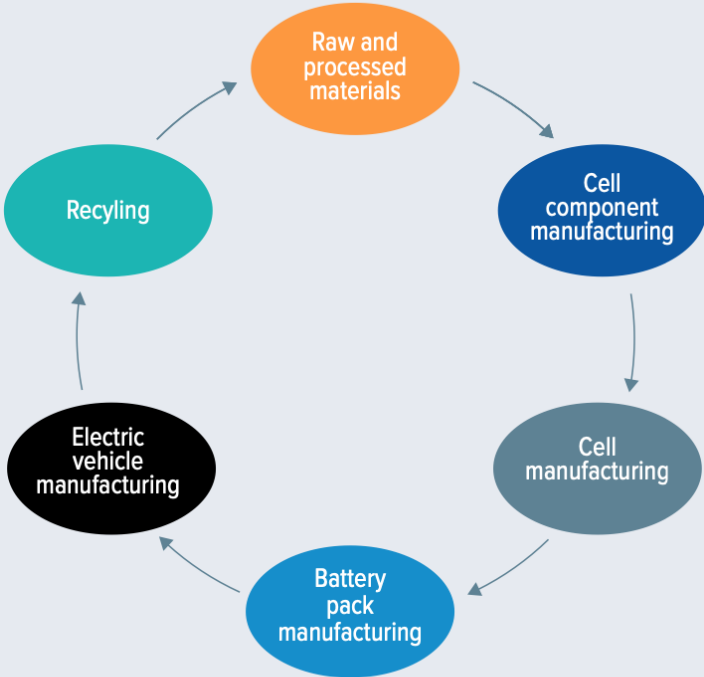 Raw and
processed
materials
Cell
component
manufacturing
Cell
manufacturing
Battery
pack
manufacturing
Electric
vehicle
manufacturing
Recyling